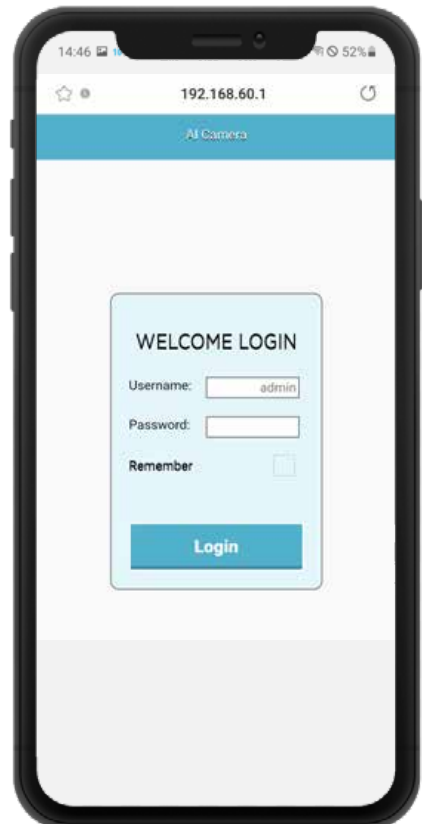 14:46
52%
192.168.60.1
AI Camera
WELCOME LOGIN
Username: admin
Password:
Remember
Login